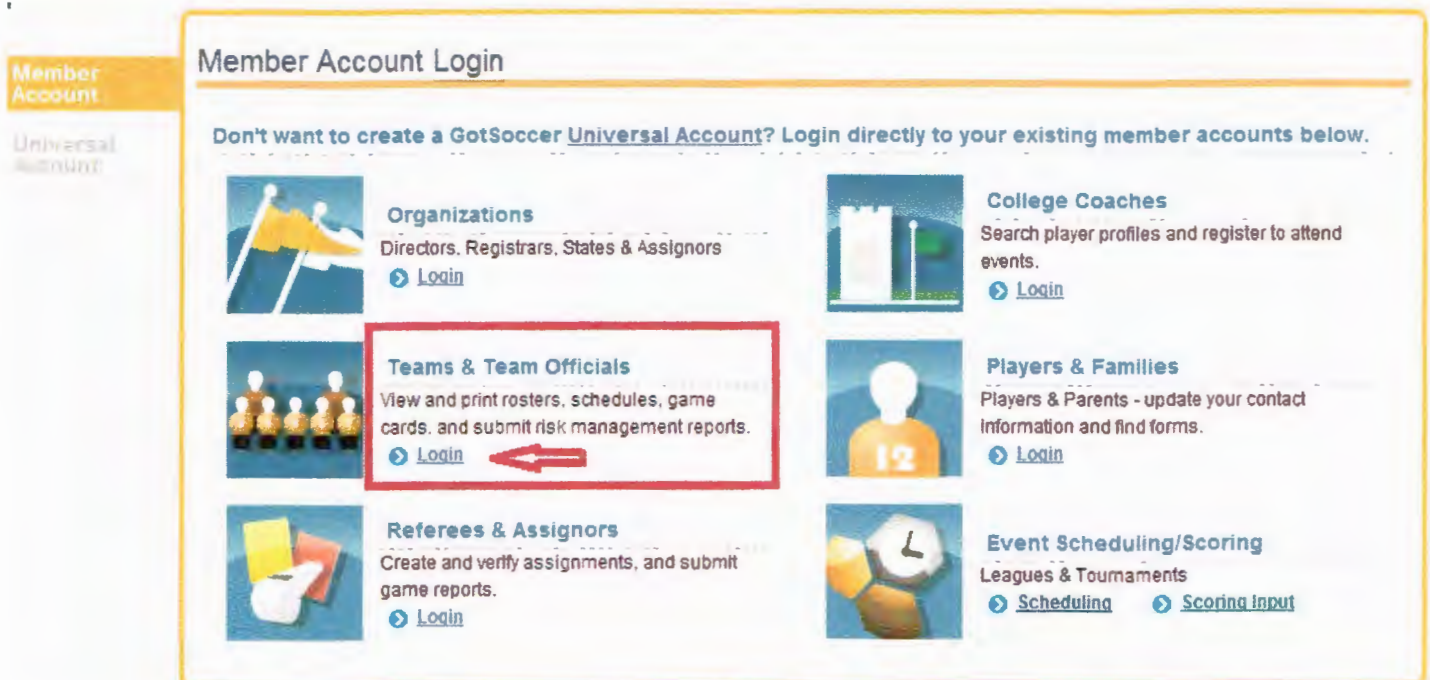 Member
Account
Universal
Account
Member Account Login
Don't want to create a GotSoccer Universal Account? Login directly to your existing member accounts below.
Organizations
Directors, Registrars, States & Assignors
Login
College Coaches
Search player profiles and register to attend
events.
Login
Teams & Team Officials
View and print rosters, schedules, game
cards. and submit risk management reports.
Login
Players & Families
Players & Parents - update your contact
information and find forms.
Login
12
Referees & Assignors
Create and verify assignments, and submit
game reports.
Login
Event Scheduling/Scoring
Leagues & Tournaments
Scheduling Scoring Input